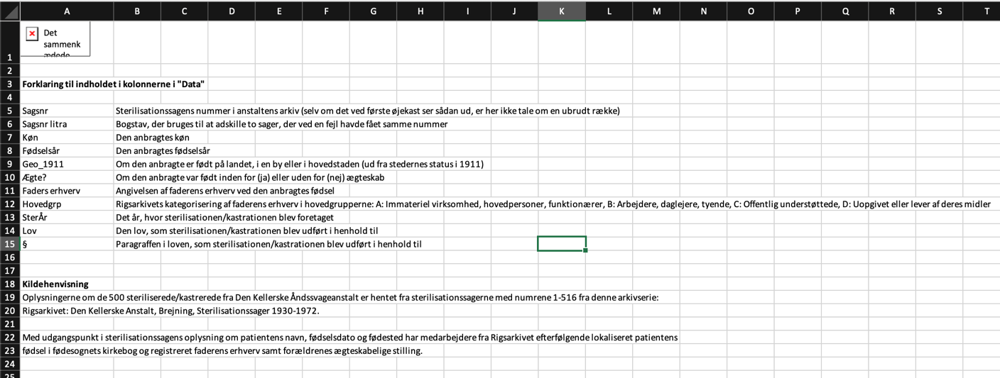 A B C D E F G H I J K L M N O P Q R S T
1 Det
sammenk
ædede
2
3 Forklaring til indholdet i kolonnerne i "Data"
4
5 Sagsnr Sterilisationssagens nummer i anstaltens arkiv (selv om det ved første øjekast ser sådan ud, er her ikke tale om en ubrudt række)
6 Sagsnr litra Bogstav, der bruges til at adskille to sager, der ved en fejl havde fået samme nummer
7 Køn Den anbragtes køn
8 Fødselsår Den anbragtes fødselsår
9 Geo_1911 Om den anbragte er født på landet, i en by eller i hovedstaden (ud fra stedernes status i 1911)
10 Ægte? Om den anbragte var født inden for (ja) eller uden for (nej) ægteskab
11 Faders erhverv Angivelsen af faderens erhverv ved den anbragtes fødsel
12 Hovedgrp Rigsarkivets kategorisering af faderens erhverv i hovedgrupperne: A: Immateriel virksomhed, hovedpersoner, funktionærer, B: Arbejdere, daglejere, tyende, C: Offentlig understøttede, D: Uopgivet eller lever af deres midler
13 SterÅr Det år, hvor sterilisationen/kastrationen blev foretaget
14 Lov Den lov, som sterilisationen/kastrationen blev udført i henhold til
15 § Paragraffen i loven, som sterilisationen/kastrationen blev udført i henhold til
16
17
18 Kildehenvisning
19 Oplysningerne om de 500 steriliserede/kastrerede fra Den Kellerske Åndssvageanstalt er hentet fra sterilisationssagerne med numrene 1-516 fra denne arkivserie:
20 Rigsarkivet: Den Kellerske Anstalt, Brejning, Sterilisationssager 1930-1972.
21
22 Med udgangspunkt i sterilisationssagens oplysning om patientens navn, fødselsdato og fødested har medarbejdere fra Rigsarkivet efterfølgende lokaliseret patientens
23 fødsel i fødesognets kirkebog og registreret faderens erhverv samt forældrenes ægteskabelige stilling.
24
25